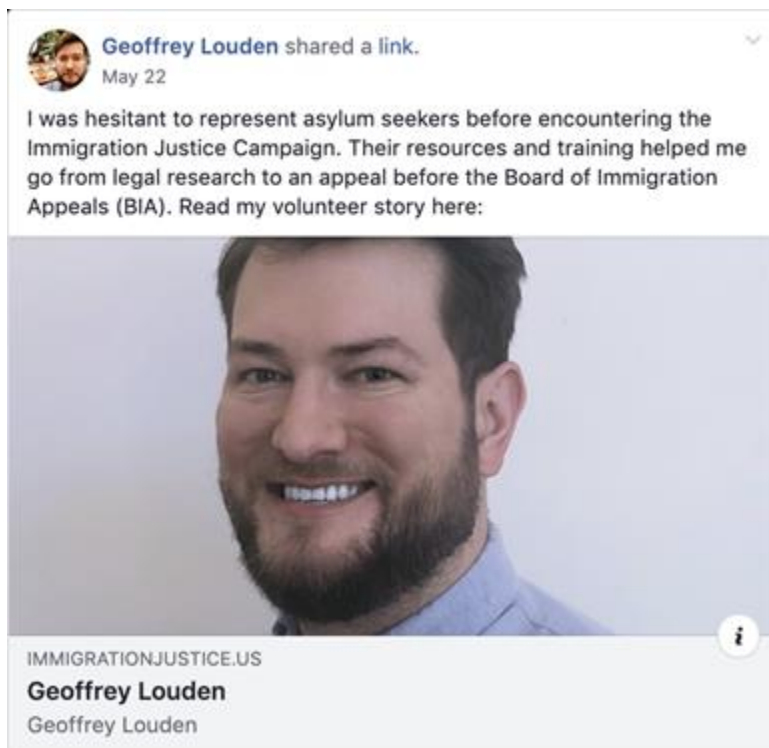 Geoffrey Louden shared a link.
May 22
I was hesitant to represent asylum seekers before encountering the
Immigration Justice Campaign. Their resources and training helped me
go from legal research to an appeal before the Board of Immigration
Appeals (BIA). Read my volunteer story here:
i
IMMIGRATIONJUSTICE.US
Geoffrey Louden
Geoffrey Louden